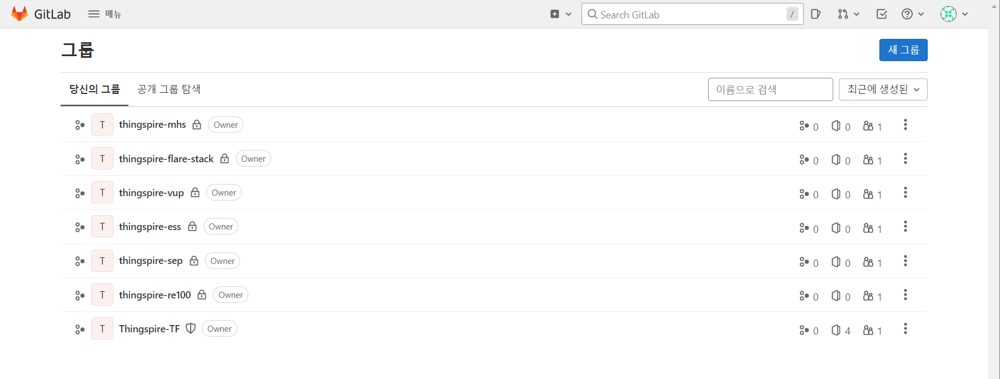 GitLab 메뉴 Search GitLab /
그룹 새 그룹
당신의 그룹 공개 그룹 탐색 이름으로 검색 최근에 생성된
T thingspire-mhs Owner 0 0 1
T thingspire-flare-stack Owner 0 0 1
T thingspire-vup Owner 0 0 1
T thingspire-ess Owner 0 0 1
T thingspire-sep Owner 0 0 1
T thingspire-re100 Owner 0 0 1
T Thingspire-TF Owner 0 4 1